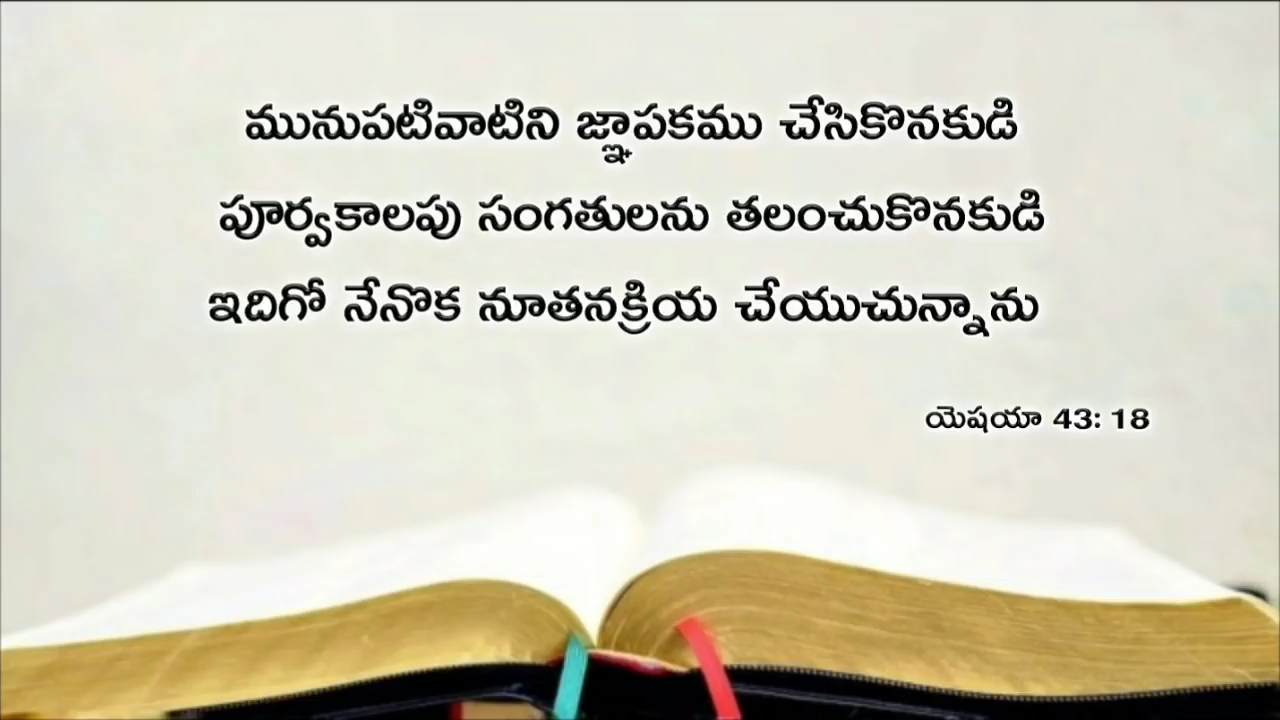 మునుపటివాటిని జ్ఞాపకము చేసికొనకుడి
పూర్వకాలపు సంగతులను తలంచుకొనకుడి
ఇదిగో నేనొక నూతనక్రియ చేయుచున్నాను
యెషయా 43: 18